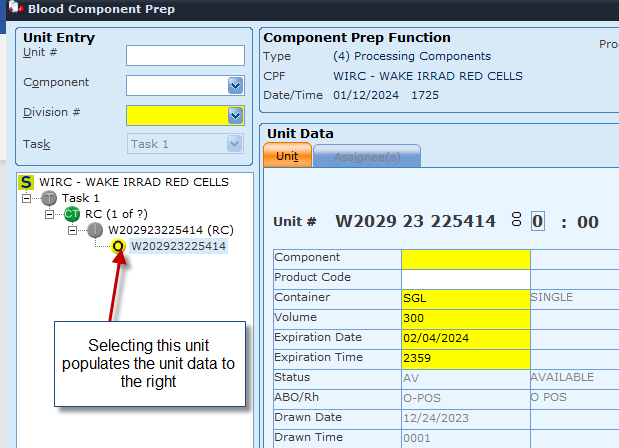 Blood Component Prep
Unit Entry
Unit #
Component
Division #
Task Task 1
S WIRC - WAKE IRRAD RED CELLS
T Task 1
CT RC (1 of ?)
I W202923225414 (RC)
O W202923225414
Selecting this unit
populates the unit data to
the right
Component Prep Function
Type (4) Processing Components
CPF WIRC - WAKE IRRAD RED CELLS
Date/Time 01/12/2024 1725
Proc
Unit Data
Unit Assignee(s)
Unit # W2029 23 225414 00 0 : 00
Component
Product Code
Container SGL SINGLE
Volume 300
Expiration Date 02/04/2024
Expiration Time 2359
Status AV AVAILABLE
ABO/Rh O-POS O POS
Drawn Date 12/24/2023
Drawn Time 0001